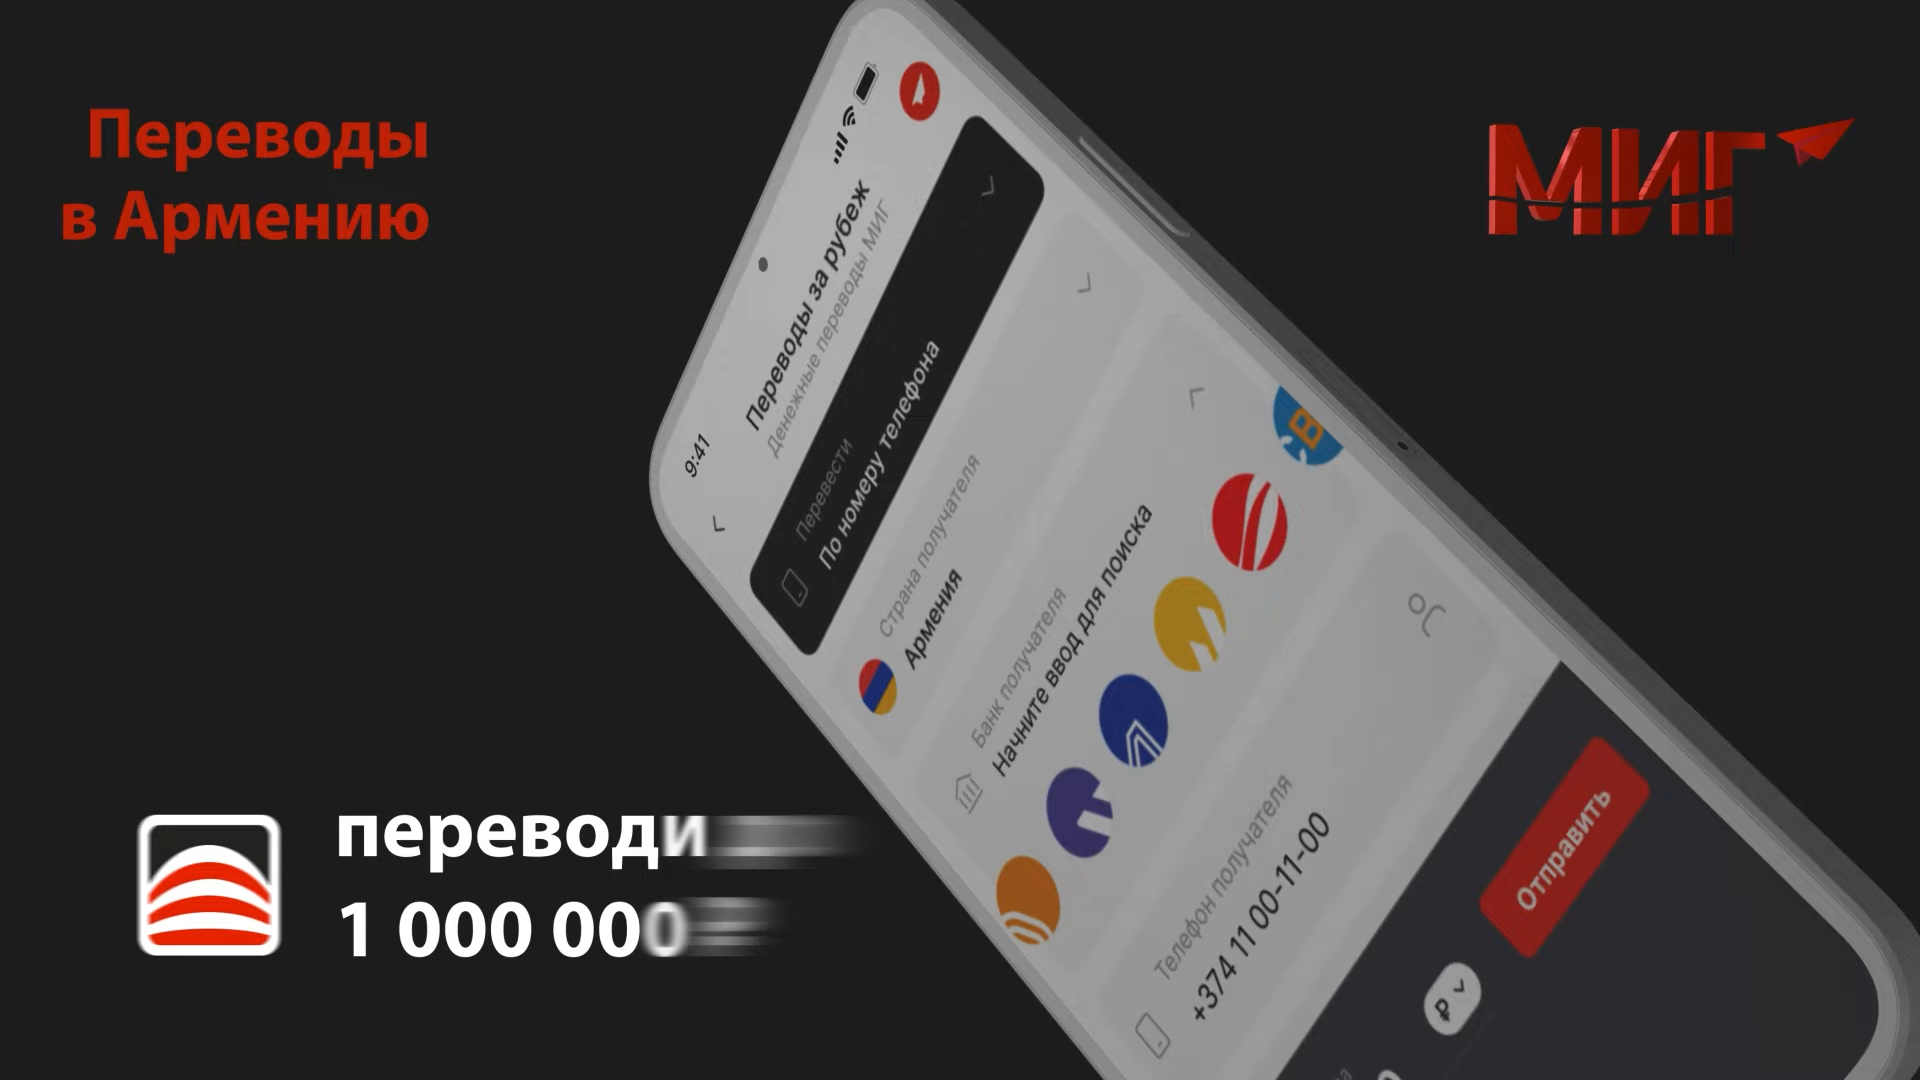 Переводы
в Армению
МИГ
9:41
Переводы за рубеж
Денежные переводы МИГ
Перевести
По номеру телефона
Страна получателя
Армения
Банк получателя
Начните ввод для поиска
B
Телефон получателя
+374 11 00-11-00
₽
Отправить
переводи
1 000 000